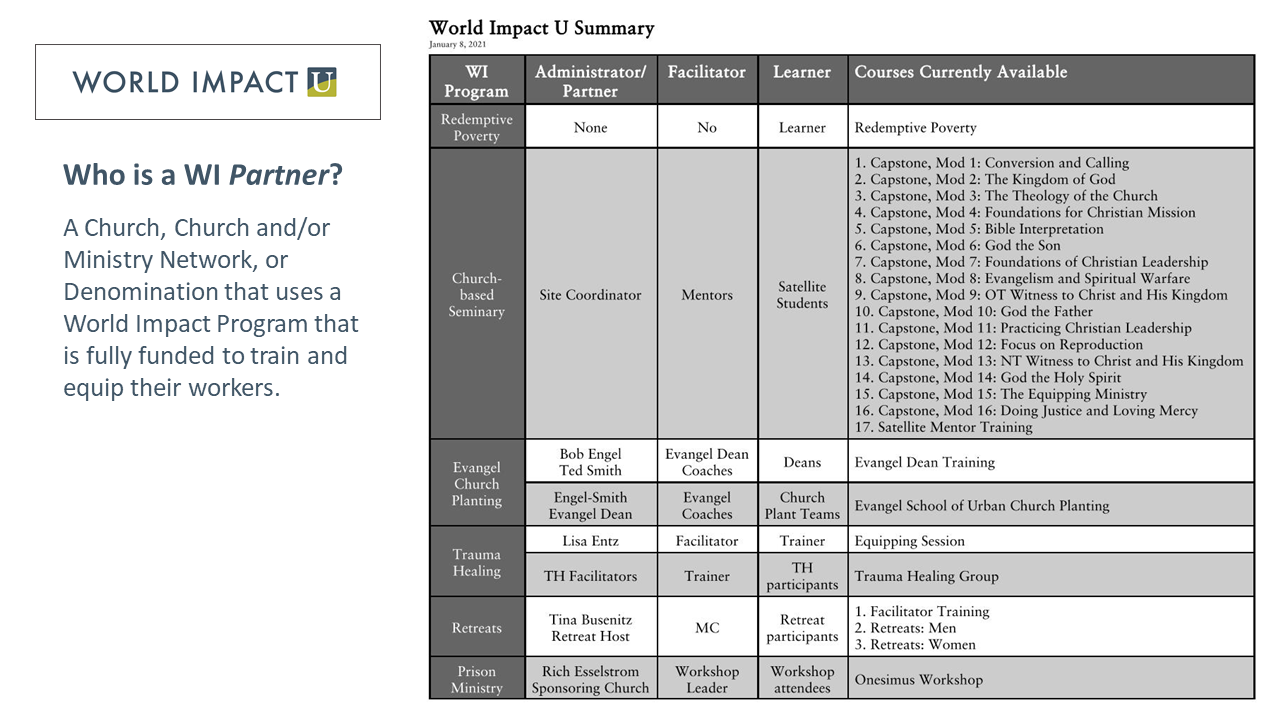 WORLD IMPACT U
Who is a WI Partner?
A Church, Church and/or
Ministry Network, or
Denomination that uses a
World Impact Program that
is fully funded to train and
equip their workers.
World Impact U Summary
January 8, 2021
WI Program Administrator/ Partner Facilitator Learner Courses Currently Available
Redemptive Poverty None No Learner Redemptive Poverty
Church-based Seminary Site Coordinator Mentors Satellite Students
1. Capstone, Mod 1: Conversion and Calling
2. Capstone, Mod 2: The Kingdom of God
3. Capstone, Mod 3: The Theology of the Church
4. Capstone, Mod 4: Foundations for Christian Mission
5. Capstone, Mod 5: Bible Interpretation
6. Capstone, Mod 6: God the Son
7. Capstone, Mod 7: Foundations of Christian Leadership
8. Capstone, Mod 8: Evangelism and Spiritual Warfare
9. Capstone, Mod 9: OT Witness to Christ and His Kingdom
10. Capstone, Mod 10: God the Father
11. Capstone, Mod 11: Practicing Christian Leadership
12. Capstone, Mod 12: Focus on Reproduction
13. Capstone, Mod 13: NT Witness to Christ and His Kingdom
14. Capstone, Mod 14: God the Holy Spirit
15. Capstone, Mod 15: The Equipping Ministry
16. Capstone, Mod 16: Doing Justice and Loving Mercy
17. Satellite Mentor Training
Evangel Church Planting
Bob Engel Ted Smith Evangel Dean Coaches Deans Evangel Dean Training
Engel-Smith Evangel Dean Evangel Coaches Church Plant Teams Evangel School of Urban Church Planting
Trauma Healing
Lisa Entz Facilitator Trainer Equipping Session
TH Facilitators Trainer TH participants Trauma Healing Group
Retreats Tina Busenitz Retreat Host MC Retreat participants
1. Facilitator Training
2. Retreats: Men
3. Retreats: Women
Prison Ministry Rich Esselstrom Sponsoring Church Workshop Leader Workshop attendees Onesimus Workshop